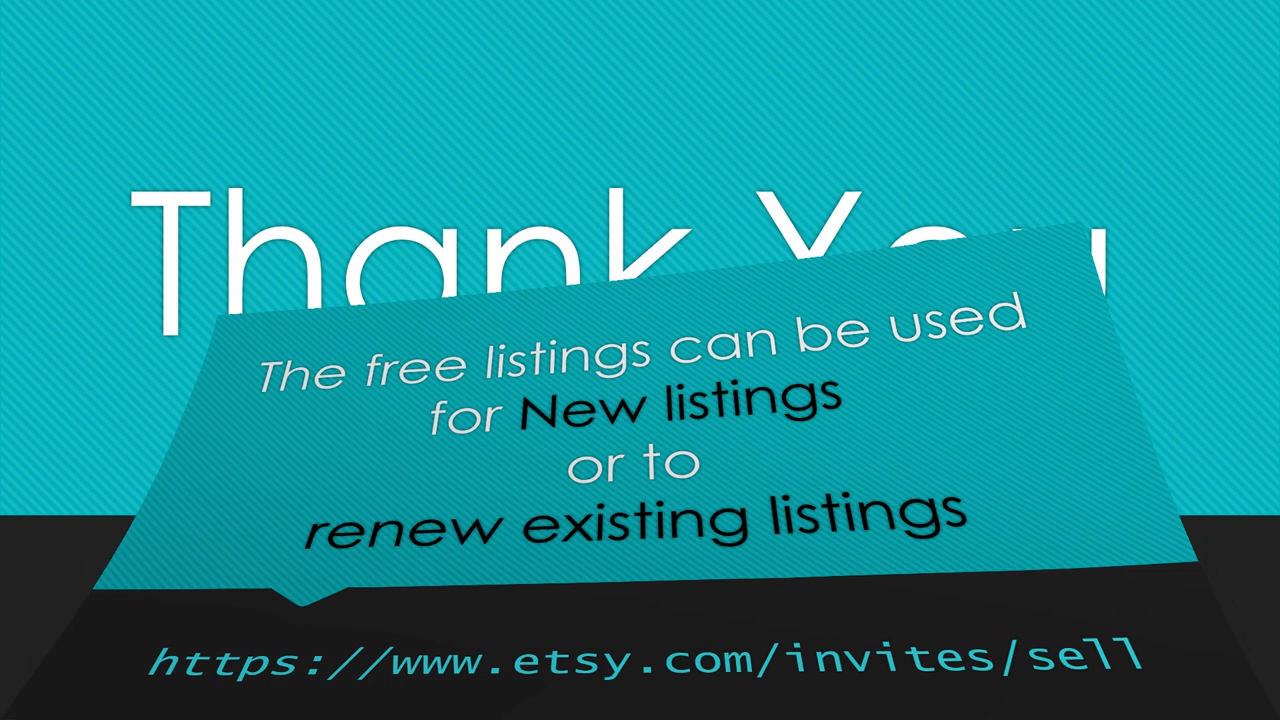 Thank You
The free listings can be used
for New listings
or to
renew existing listings
https://www.etsy.com/invites/sell